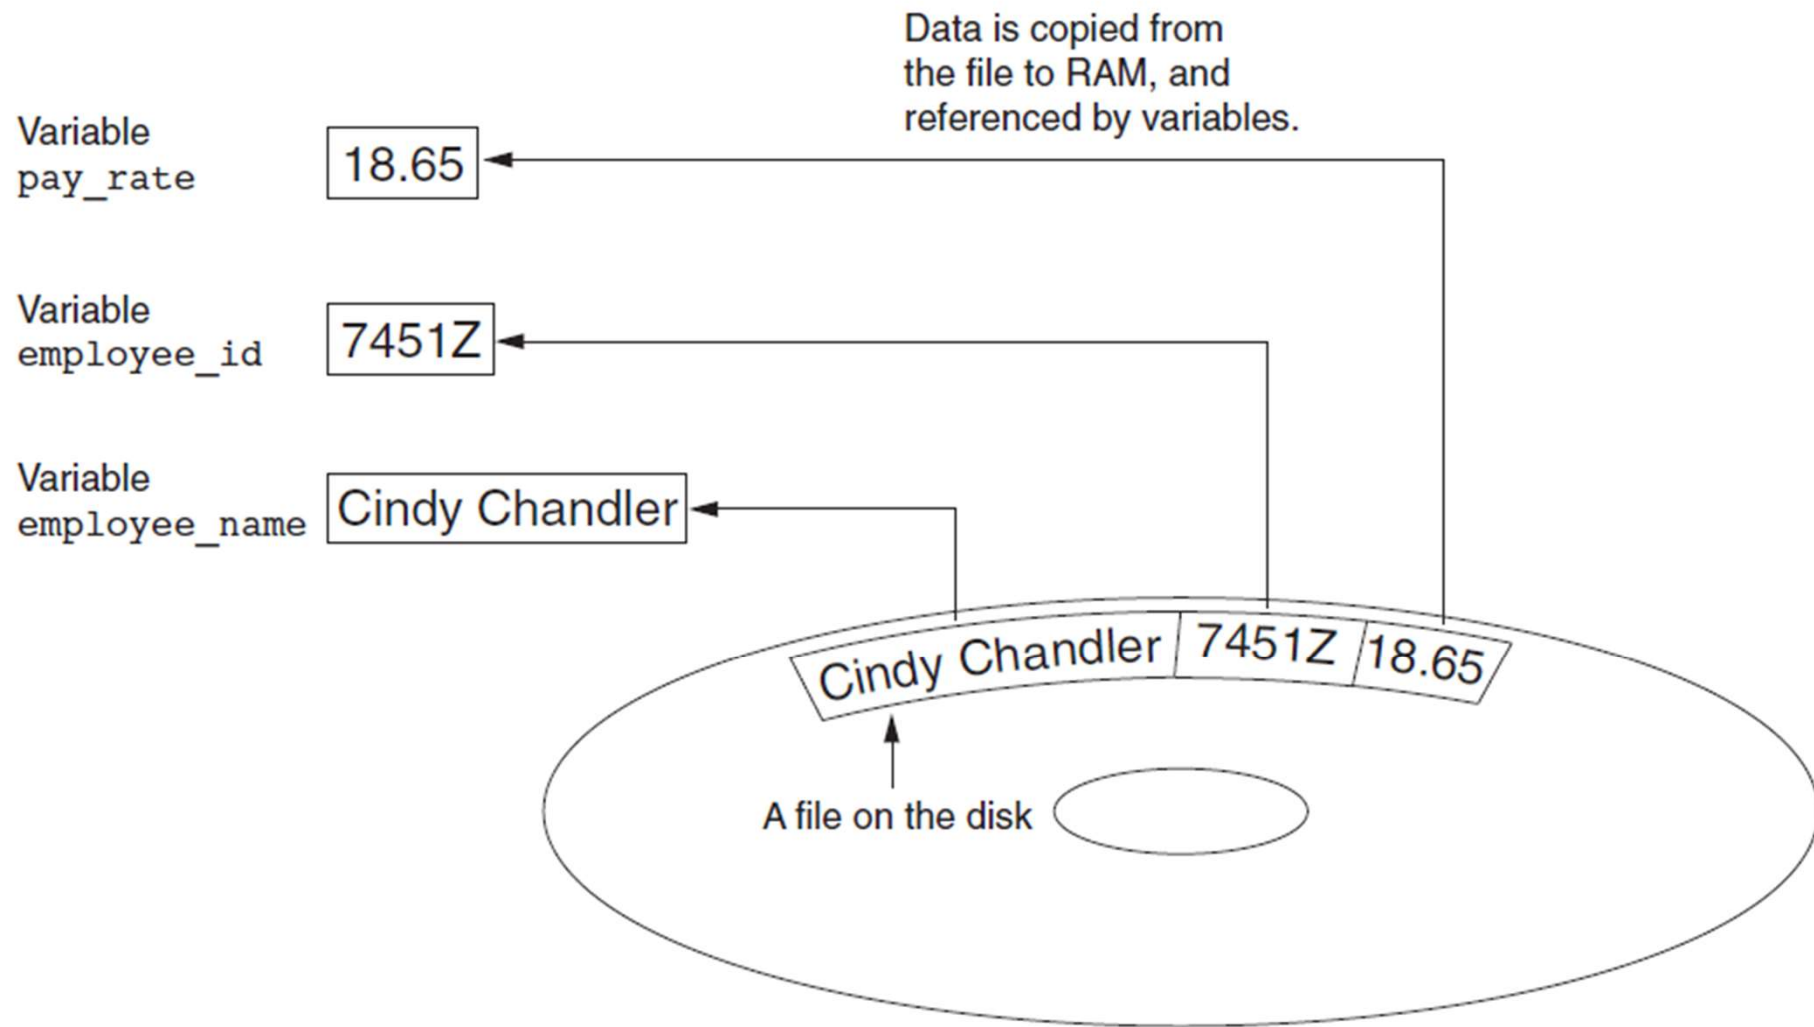 Data is copied from
the file to RAM, and
referenced by variables.
Variable
pay_rate
18.65
Variable
employee_id
7451Z
Variable
employee_name
Cindy Chandler
Cindy Chandler 7451Z 18.65
A file on the disk